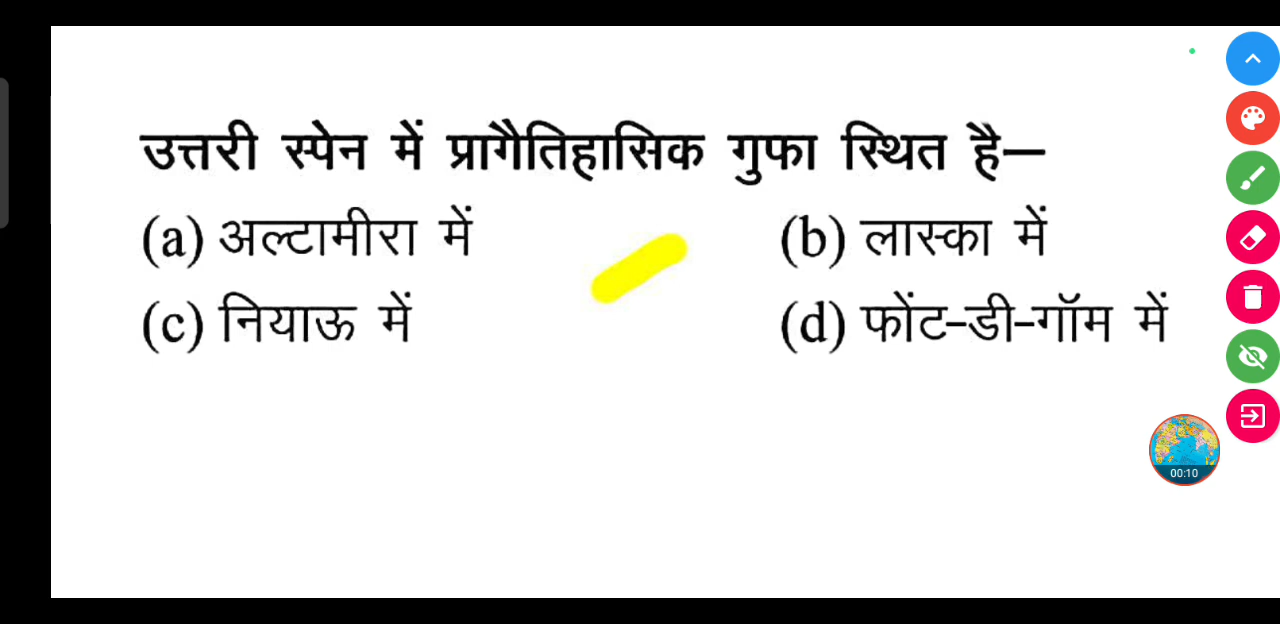 उत्तरी स्पेन में प्रागैतिहासिक गुफा स्थित है—
(a) अल्टामीरा में (b) लास्का में
(c) नियाऊ में (d) फोंट-डी-गॉम में
00:10